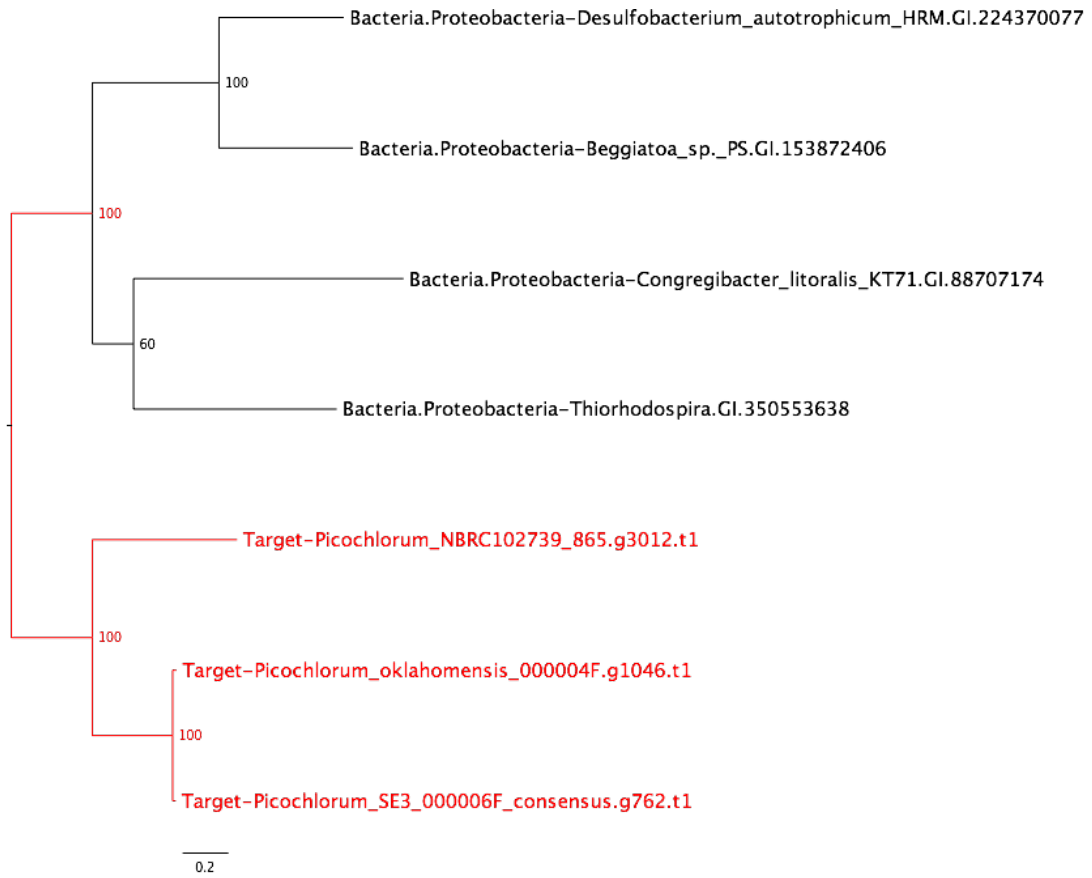 Bacteria.Proteobacteria-Desulfobacterium_autotrophicum_HRM.GI.224370077
100
Bacteria.Proteobacteria-Beggiatoa_sp._PS.GI.153872406
100
Bacteria.Proteobacteria-Congregibacter_litoralis_KT71.GI.88707174
60
Bacteria.Proteobacteria-Thiorhodospira.GI.350553638
Target-Picochlorum_NBRC102739_865.g3012.t1
100
Target-Picochlorum_oklahomensis_000004F.g1046.t1
100
Target-Picochlorum_SE3_000006F_consensus.g762.t1
0.2